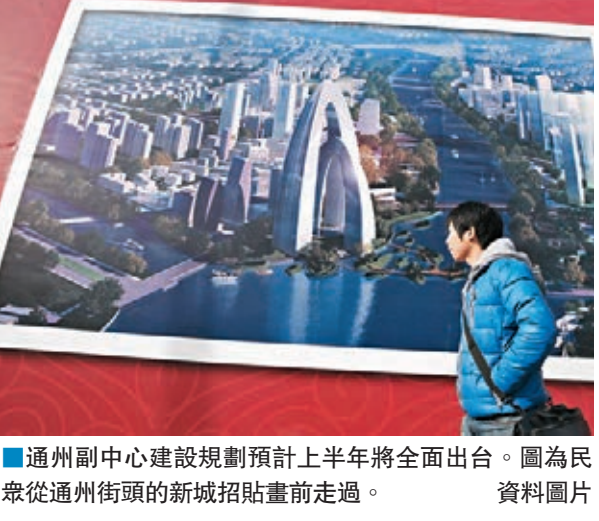 ■通州副中心建設規劃預計上半年將全面出台。圖為民
眾從通州街頭的新城招貼畫前走過。 資料圖片